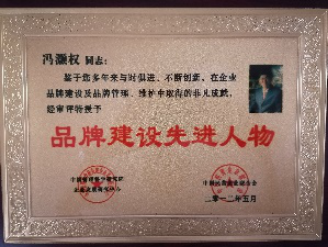 冯灏权 同志：
鉴于您多年来与时俱进、不断创新，在企业
品牌建设及品牌管理、维护中取得的非凡成就，
经审评特授予
品牌建设先进人物
二零一二年五月